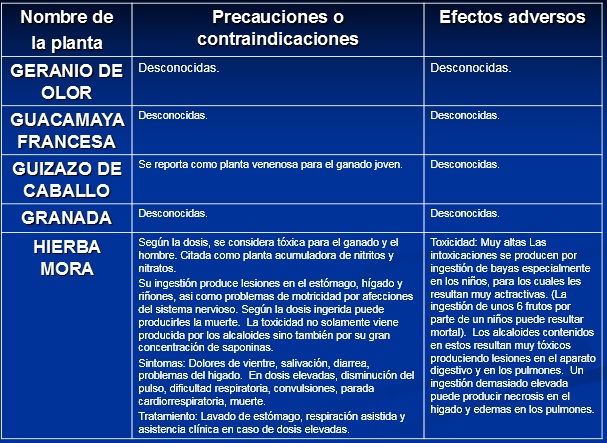 Nombre de
la planta
Precauciones o
contraindicaciones
Efectos adversos
GERANIO DE
OLOR
Desconocidas.
Desconocidas.
GUACAMAYA
FRANCESA
Desconocidas.
Desconocidas.
GUIZAZO DE
CABALLO
Se reporta como planta venenosa para el ganado joven.
Desconocidas.
GRANADA
Desconocidas.
Desconocidas.
HIERBA
MORA
Según la dosis, se considera tóxica para el ganado y el
hombre. Citada como planta acumuladora de nitritos y
nitratos.
Su ingestión produce lesiones en el estómago, hígado y
riñones, asi como problemas de motricidad por afecciones
del sistema nervioso. Según la dosis ingerida puede
producirles la muerte. La toxicidad no solamente viene
producida por los alcaloides sino también por su gran
concentración de saponinas.
Sintomas: Dolores de vientre, salivación, diarrea,
problemas del higado. En dosis elevadas, disminución del
pulso, dificultad respiratoria, convulsiones, parada
cardiorrespiratoria, muerte.
Tratamiento: Lavado de estómago, respiración asistida y
asistencia clínica en caso de dosis elevadas.
Toxicidad: Muy altas Las
intoxicaciones se producen por
ingestión de bayas especialmente
en los niños, para los cuales les
resultan muy actractivas. (La
ingestión de unos 6 frutos por
parte de un niños puede resultar
mortal). Los alcaloides contenidos
en estos resultan muy tóxicos
produciendo lesiones en el aparato
digestivo y en los pulmones. Un
ingestión demasiado elevada
puede producir necrosis en el
higado y edemas en los pulmones.